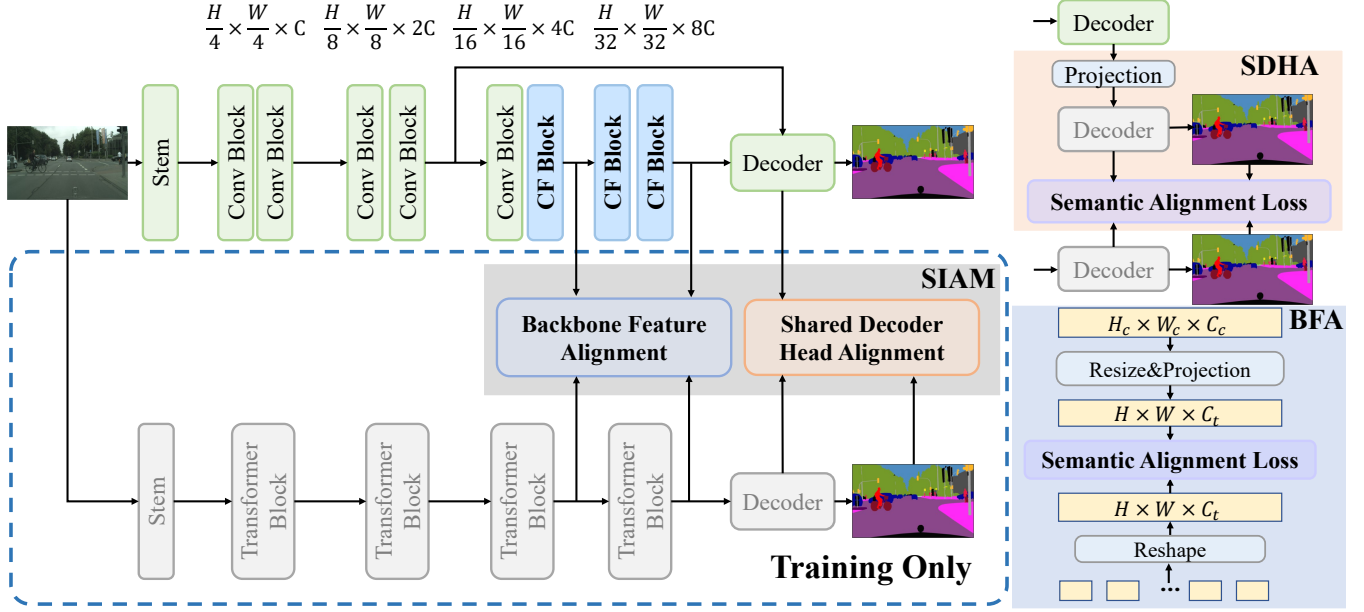 H/4 × W/4 × C
H/8 × W/8 × 2C
H/16 × W/16 × 4C
H/32 × W/32 × 8C
Stem
Conv Block
Conv Block
Conv Block
Conv Block
Conv Block
CF Block
CF Block
CF Block
Decoder
SIAM
Backbone Feature
Alignment
Shared Decoder
Head Alignment
Stem
Transformer
Block
Transformer
Block
Transformer
Block
Transformer
Block
Decoder
Training Only
Decoder
SDHA
Projection
Decoder
Semantic Alignment Loss
Decoder
BFA
H_c × W_c × C_c
Resize&Projection
H × W × C_t
Semantic Alignment Loss
H × W × C_t
Reshape
...